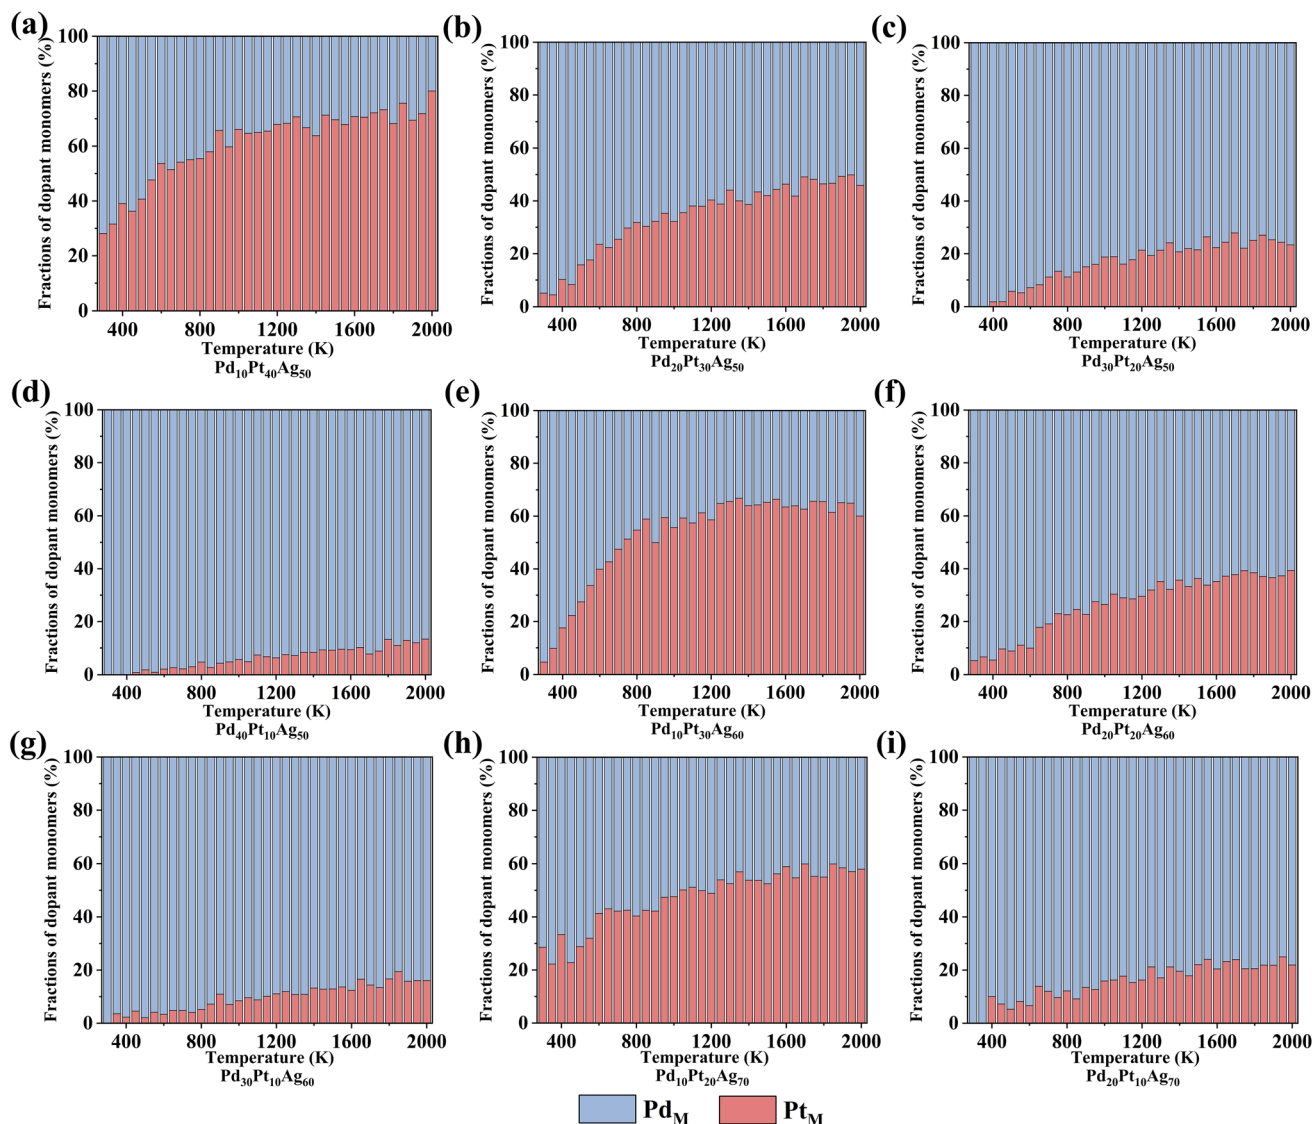 (a)
Fractions of dopant monomers (%)
100
80
60
40
20
0
400 800 1200 1600 2000
Temperature (K)
Pd10Pt40Ag50
(b)
Fractions of dopant monomers (%)
100
80
60
40
20
0
400 800 1200 1600 2000
Temperature (K)
Pd20Pt30Ag50
(c)
Fractions of dopant monomers (%)
100
80
60
40
20
0
400 800 1200 1600 2000
Temperature (K)
Pd30Pt20Ag50
(d)
Fractions of dopant monomers (%)
100
80
60
40
20
0
400 800 1200 1600 2000
Temperature (K)
Pd40Pt10Ag50
(e)
Fractions of dopant monomers (%)
100
80
60
40
20
0
400 800 1200 1600 2000
Temperature (K)
Pd10Pt30Ag60
(f)
Fractions of dopant monomers (%)
100
80
60
40
20
0
400 800 1200 1600 2000
Temperature (K)
Pd20Pt20Ag60
(g)
Fractions of dopant monomers (%)
100
80
60
40
20
0
400 800 1200 1600 2000
Temperature (K)
Pd30Pt10Ag60
(h)
Fractions of dopant monomers (%)
100
80
60
40
20
0
400 800 1200 1600 2000
Temperature (K)
Pd10Pt20Ag70
(i)
Fractions of dopant monomers (%)
100
80
60
40
20
0
400 800 1200 1600 2000
Temperature (K)
Pd20Pt10Ag70
PdM PtM